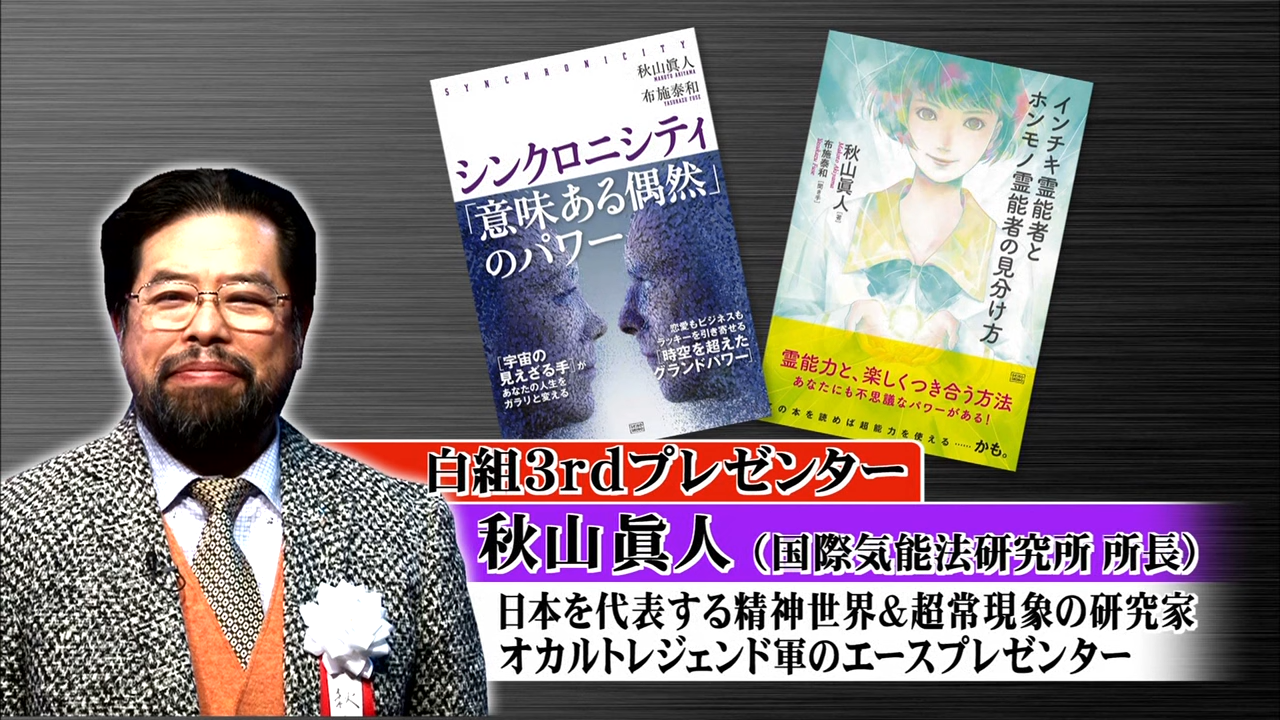 SYNCHRONICITY
秋山眞人
MAKOTO AKIYAMA
布施泰和
YASUKAZU FUSE
シンクロニシティ
「意味ある偶然」
のパワー
[宇宙の
見えざる手]が
あなたの人生を
ガラリと変える
恋愛もビジネスも
ラッキーを引き寄せる
[時空を超えた
グランドパワー]
インチキ霊能者と
ホンモノ霊能者の見分け方
秋山眞人[著]
Makoto Akiyama
布施泰和[聞き手]
霊能力と、楽しくつき合う方法
あなたにも不思議なパワーがある!
の本を読めば超能力を使える……かも。
白組3rdプレゼンター
秋山眞人(国際気能法研究所 所長)
日本を代表する精神世界&超常現象の研究家
オカルトレジェンド軍のエースプレゼンター
秋